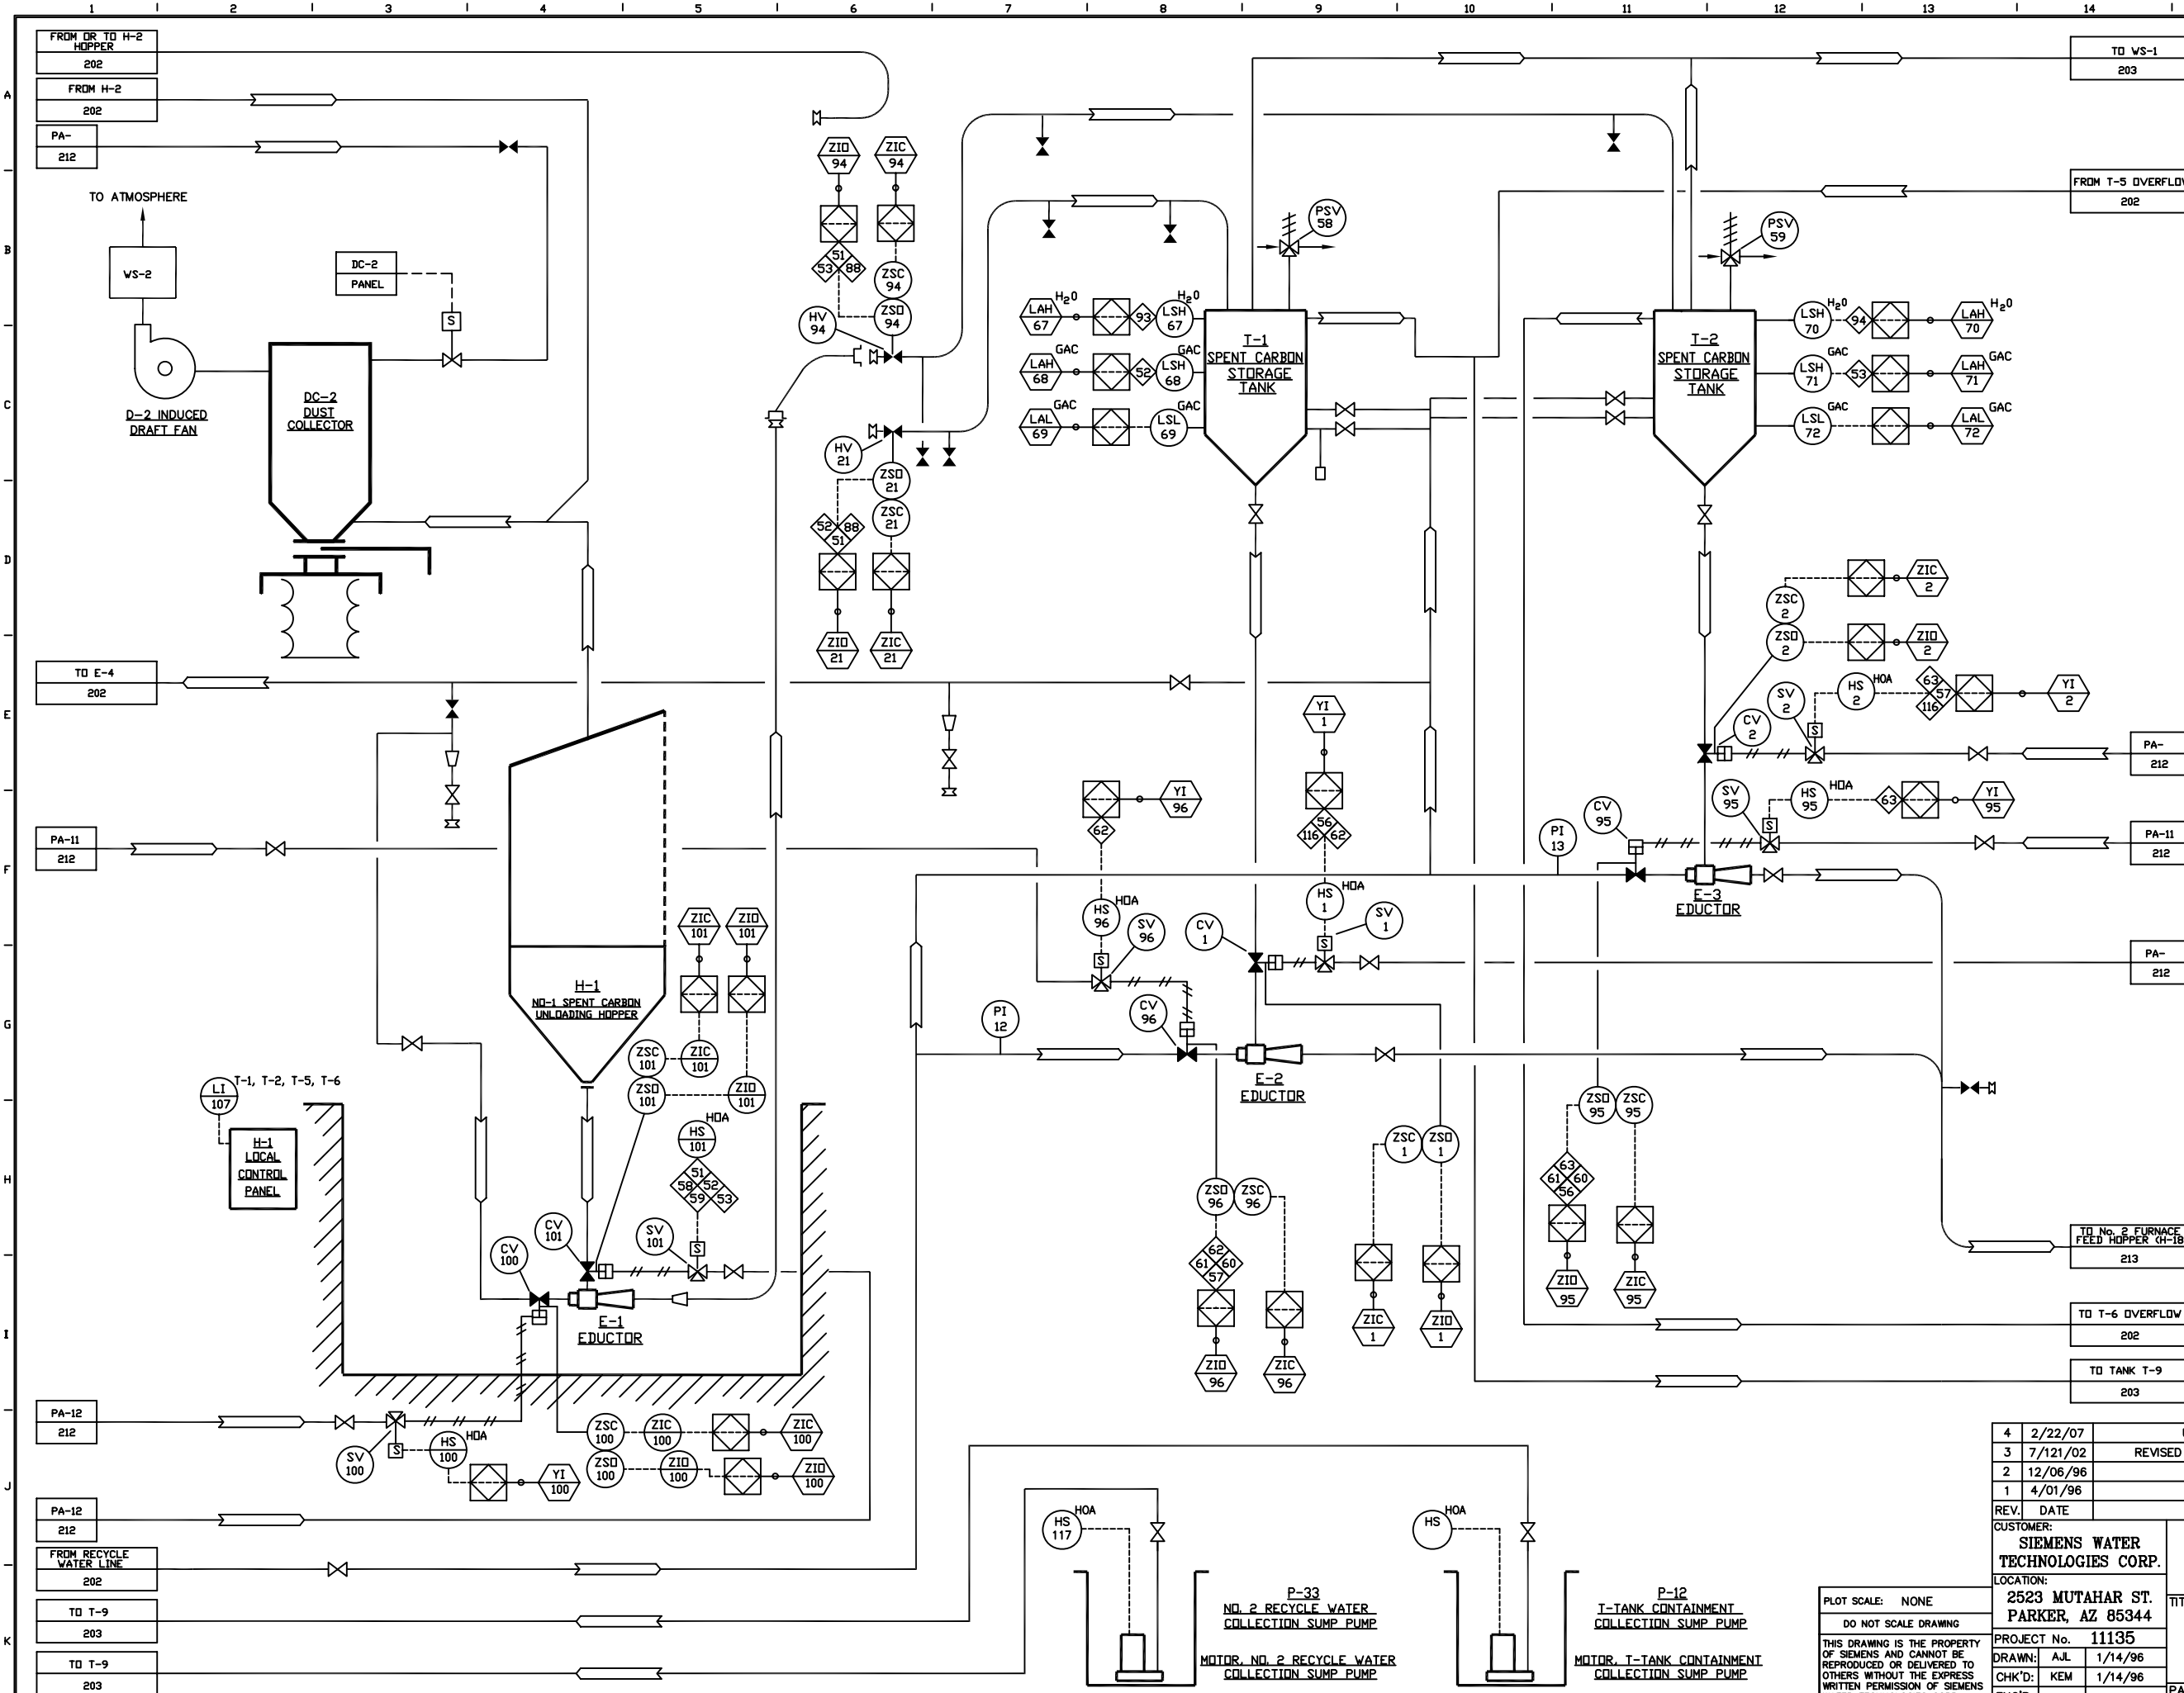 1 2 3 4 5 6 7 8 9 10 11 12 13 14
A
B
C
D
E
F
G
H
I
J
K
FROM OR TO H-2
HOPPER
202
FROM H-2
202
PA-
212
TO ATMOSPHERE
WS-2
D-2 INDUCED
DRAFT FAN
DC-2
PANEL
S
DC-2
DUST
COLLECTOR
TO E-4
202
PA-11
212
LI
107
T-1, T-2, T-5, T-6
H-1
LOCAL
CONTROL
PANEL
H-1
NO-1 SPENT CARBON
UNLOADING HOPPER
ZIC
101
ZIO
101
ZSC
101
ZIC
101
ZSO
101
ZIO
101
HS
101
HOA
51
58 52
59 53
S
CV
100
CV
101
SV
101
E-1
EDUCTOR
PA-12
212
SV
100
S
HS
100
HOA
YI
100
ZSC
100
ZIC
100
ZIC
100
ZSO
100
ZIO
100
ZIO
100
PA-12
212
FROM RECYCLE
WATER LINE
202
TO T-9
203
TO T-9
203
ZIO
94
ZIC
94
51
53 88
ZSC
94
ZSO
94
HV
94
HV
21
ZSO
21
ZSC
21
52 88
51
ZIO
21
ZIC
21
PSV
58
LAH
67
H2O
93
LSH
67
H2O
LAH
68
GAC
52
LSH
68
GAC
LAL
69
GAC
LSL
69
GAC
T-1
SPENT CARBON
STORAGE
TANK
PSV
59
T-2
SPENT CARBON
STORAGE
TANK
LSH
70
H2O
94
LAH
70
H2O
LSH
71
GAC
53
LAH
71
GAC
LSL
72
GAC
LAL
72
GAC
TO WS-1
203
FROM T-5 OVERFLOW
202
ZSC
2
ZIC
2
ZSO
2
ZIO
2
HS
2
HOA
63
57
116
YI
2
SV
2
CV
2
S
PA-
212
SV
95
HS
95
HOA
63
YI
95
S
CV
95
PI
13
PA-11
212
E-3
EDUCTOR
PA-
212
YI
1
56
116 62
HS
1
HOA
SV
1
S
CV
1
YI
96
62
HS
96
HOA
SV
96
S
CV
96
PI
12
E-2
EDUCTOR
ZSO
96
ZSC
96
62
61 60
57
ZIO
96
ZIC
96
ZSC
1
ZSO
1
ZIC
1
ZIO
1
ZSO
95
ZSC
95
63
61 60
56
ZIO
95
ZIC
95
TO No. 2 FURNACE
FEED HOPPER (H-18
213
TO T-6 OVERFLOW
202
TO TANK T-9
203
HS
117
HOA
P-33
NO. 2 RECYCLE WATER
COLLECTION SUMP PUMP
MOTOR, NO. 2 RECYCLE WATER
COLLECTION SUMP PUMP
HS
HOA
P-12
T-TANK CONTAINMENT
COLLECTION SUMP PUMP
MOTOR, T-TANK CONTAINMENT
COLLECTION SUMP PUMP
4 2/22/07
3 7/121/02 REVISED
2 12/06/96
1 4/01/96
REV. DATE
CUSTOMER:
SIEMENS WATER
TECHNOLOGIES CORP.
LOCATION:
2523 MUTAHAR ST.
PARKER, AZ 85344
PROJECT No. 11135
DRAWN: AJL 1/14/96
CHK'D: KEM 1/14/96
PLOT SCALE: NONE
DO NOT SCALE DRAWING
THIS DRAWING IS THE PROPERTY
OF SIEMENS AND CANNOT BE
REPRODUCED OR DELIVERED TO
OTHERS WITHOUT THE EXPRESS
WRITTEN PERMISSION OF SIEMENS